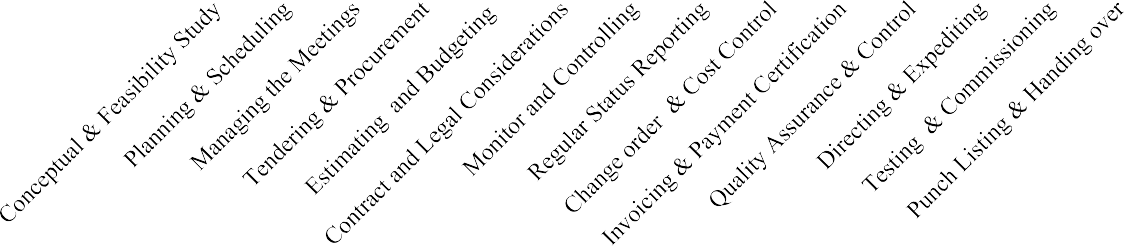 Conceptual & Feasibility Study
Planning & Scheduling
Managing the Meetings
Tendering & Procurement
Estimating and Budgeting
Contract and Legal Considerations
Monitor and Controlling
Regular Status Reporting
Change order & Cost Control
Invoicing & Payment Certification
Quality Assurance & Control
Directing & Expediting
Testing & Commissioning
Punch Listing & Handing over